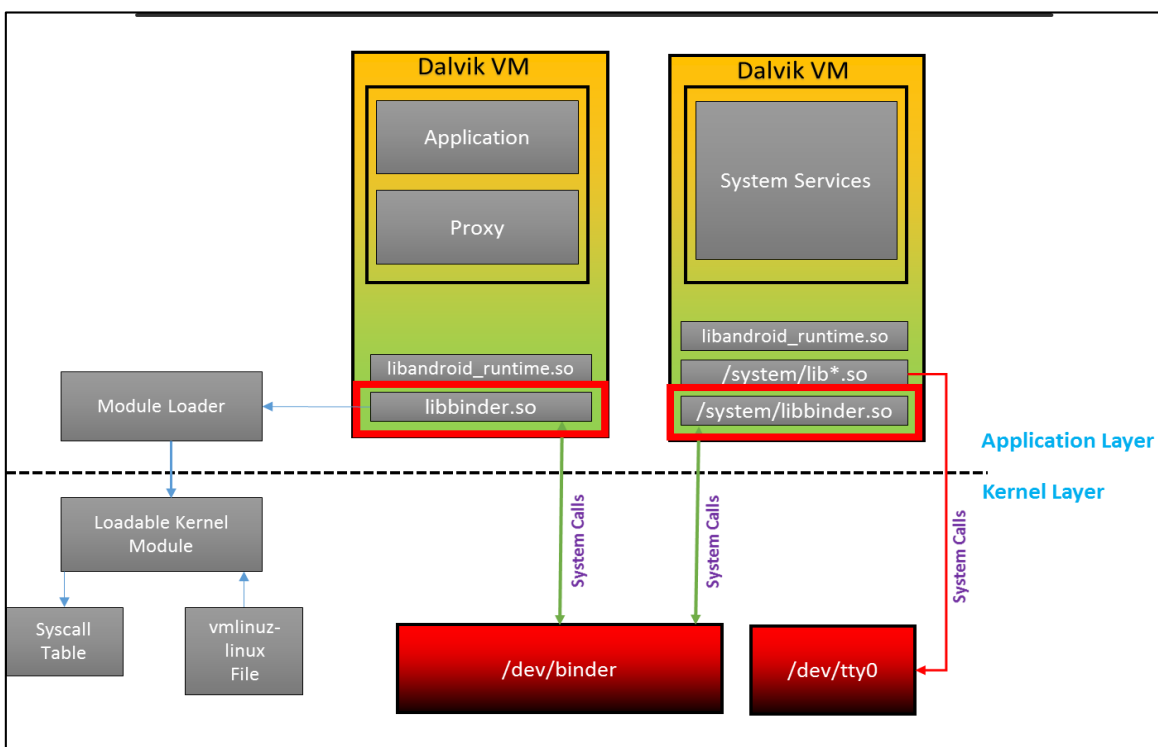 Dalvik VM
Application
Proxy
libandroid_runtime.so
libbinder.so
Dalvik VM
System Services
libandroid_runtime.so
/system/lib*.so
/system/libbinder.so
Module Loader
Application Layer
Kernel Layer
Loadable Kernel
Module
Syscall
Table
vmlinuz-
linux
File
System Calls
System Calls
System Calls
/dev/binder
/dev/tty0